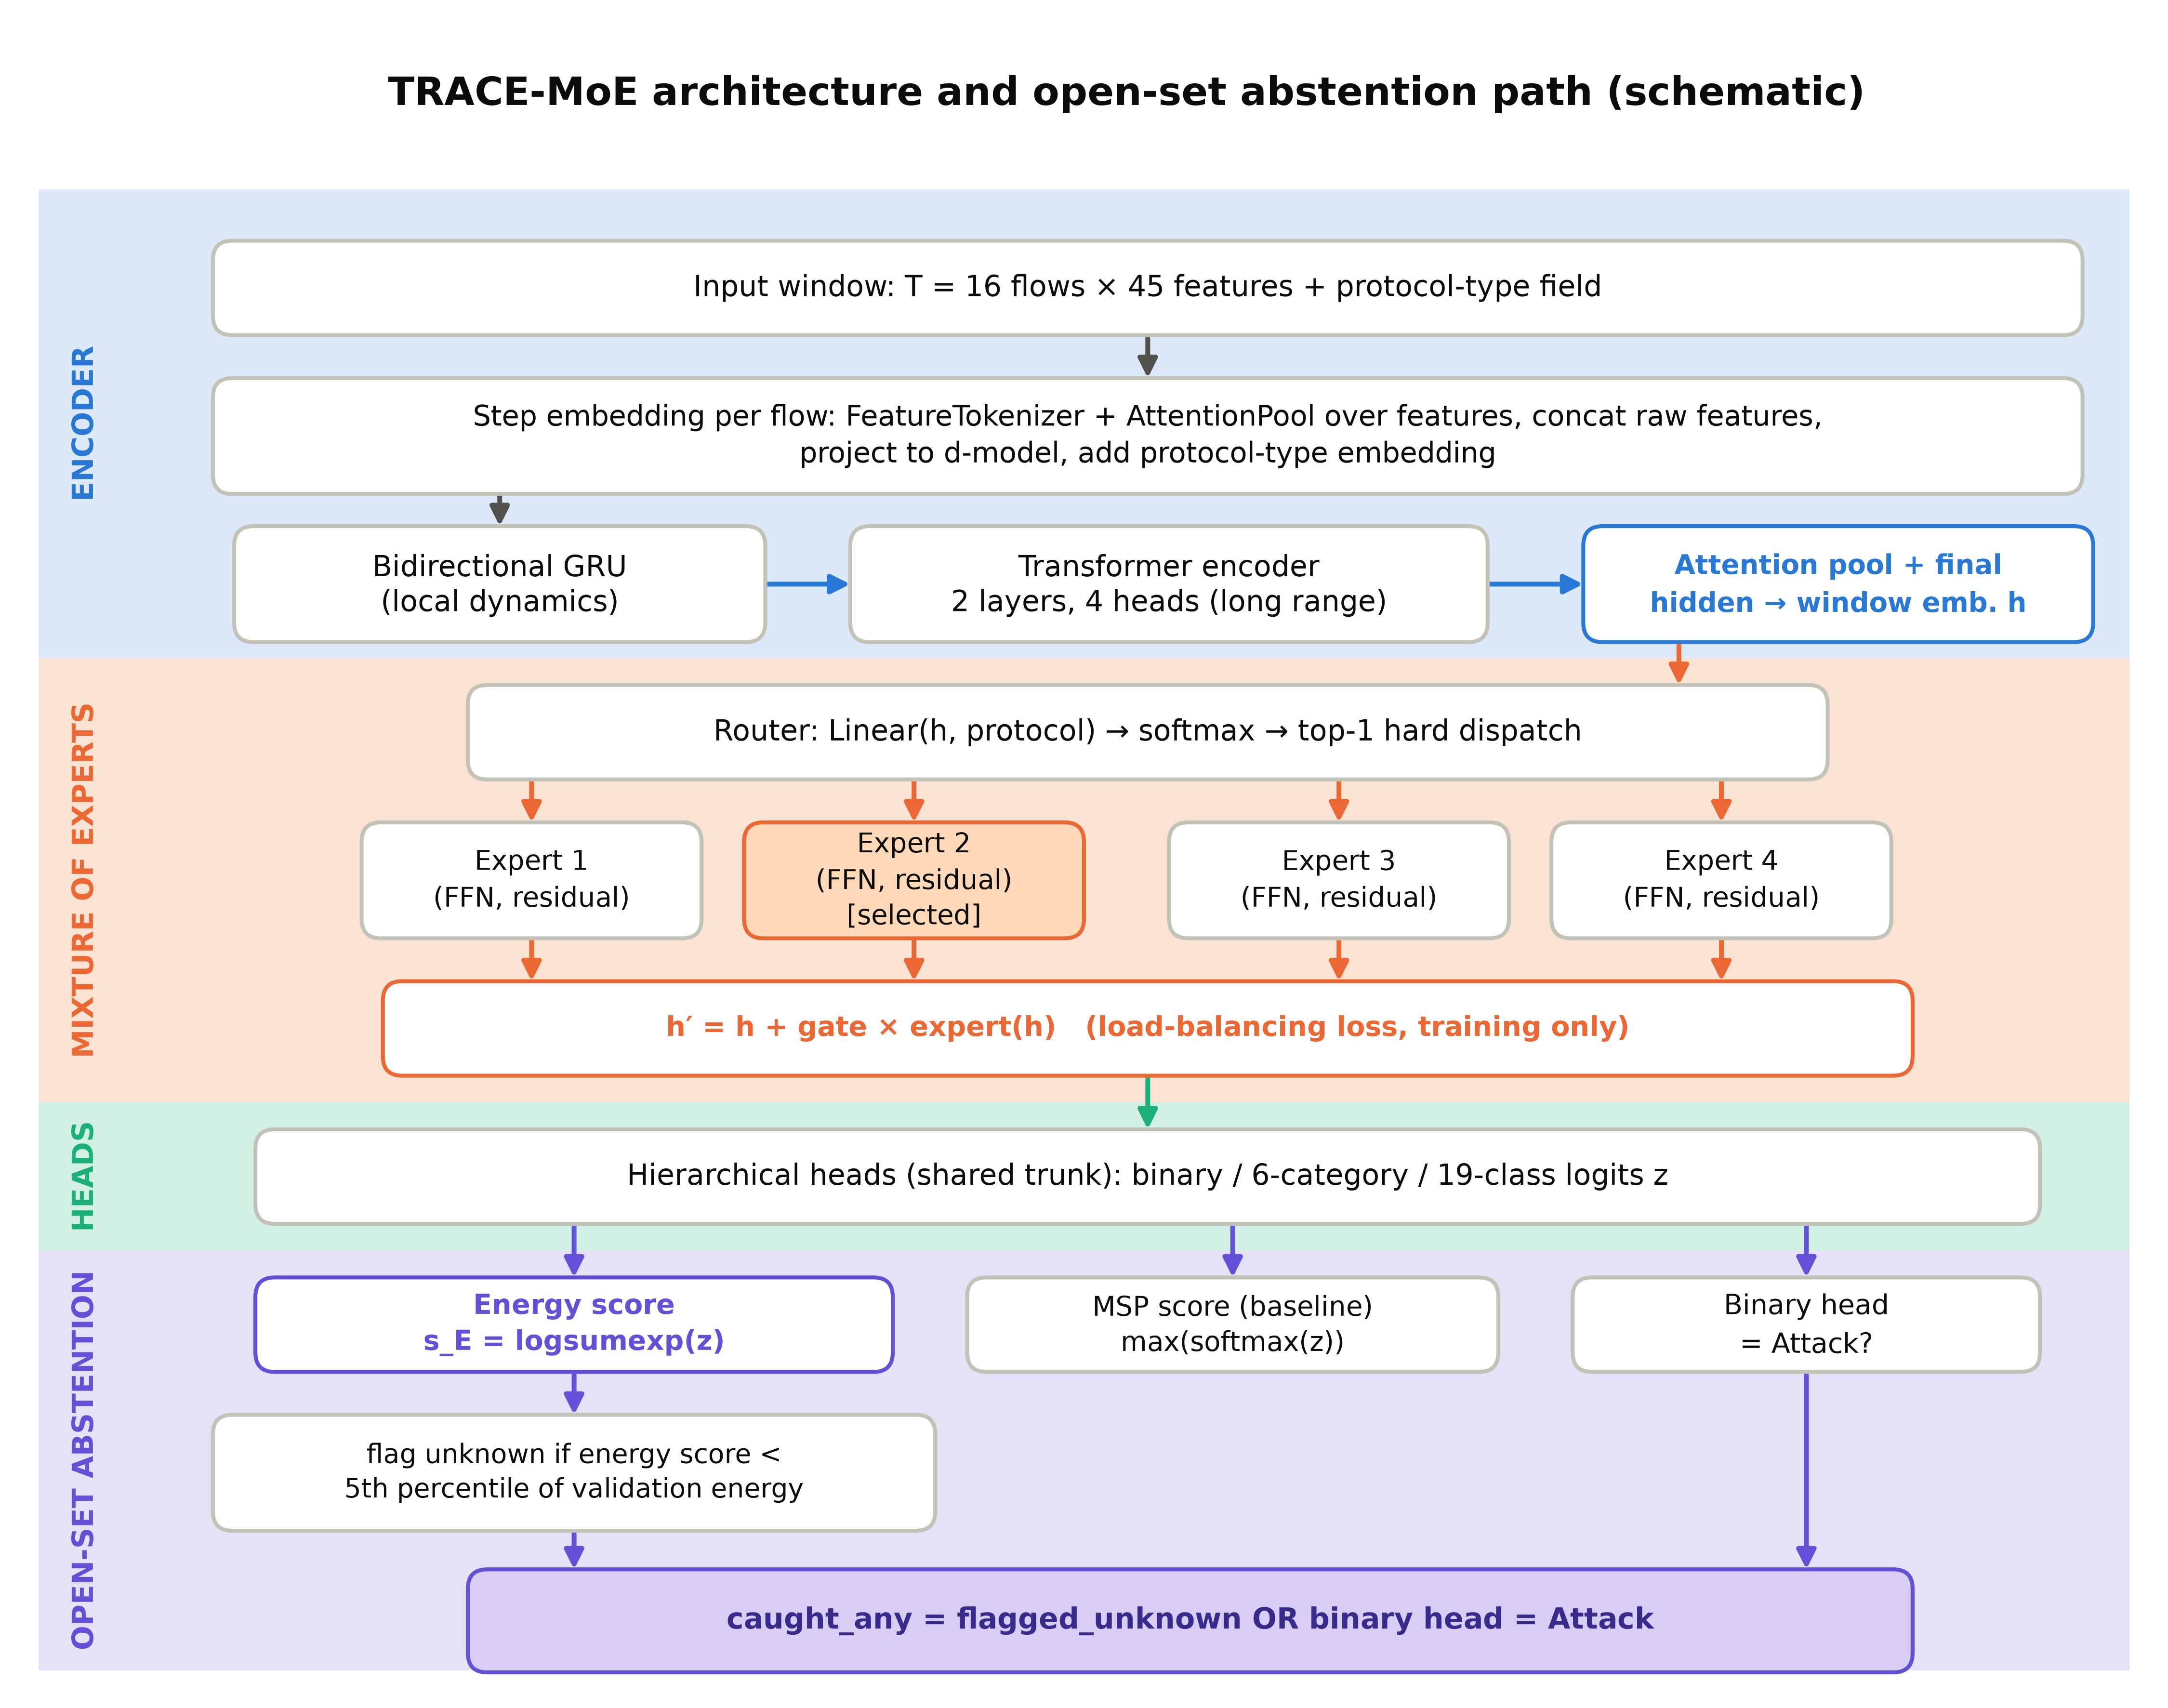 TRACE-MoE architecture and open-set abstention path (schematic)
ENCODER
Input window: T = 16 flows × 45 features + protocol-type field
Step embedding per flow: FeatureTokenizer + AttentionPool over features, concat raw features,
project to d-model, add protocol-type embedding
Bidirectional GRU
(local dynamics)
Transformer encoder
2 layers, 4 heads (long range)
Attention pool + final
hidden → window emb. h
MIXTURE OF EXPERTS
Router: Linear(h, protocol) → softmax → top-1 hard dispatch
Expert 1
(FFN, residual)
Expert 2
(FFN, residual)
[selected]
Expert 3
(FFN, residual)
Expert 4
(FFN, residual)
h′ = h + gate × expert(h) (load-balancing loss, training only)
HEADS
Hierarchical heads (shared trunk): binary / 6-category / 19-class logits z
OPEN-SET ABSTENTION
Energy score
s_E = logsumexp(z)
MSP score (baseline)
max(softmax(z))
Binary head
= Attack?
flag unknown if energy score <
5th percentile of validation energy
caught_any = flagged_unknown OR binary head = Attack